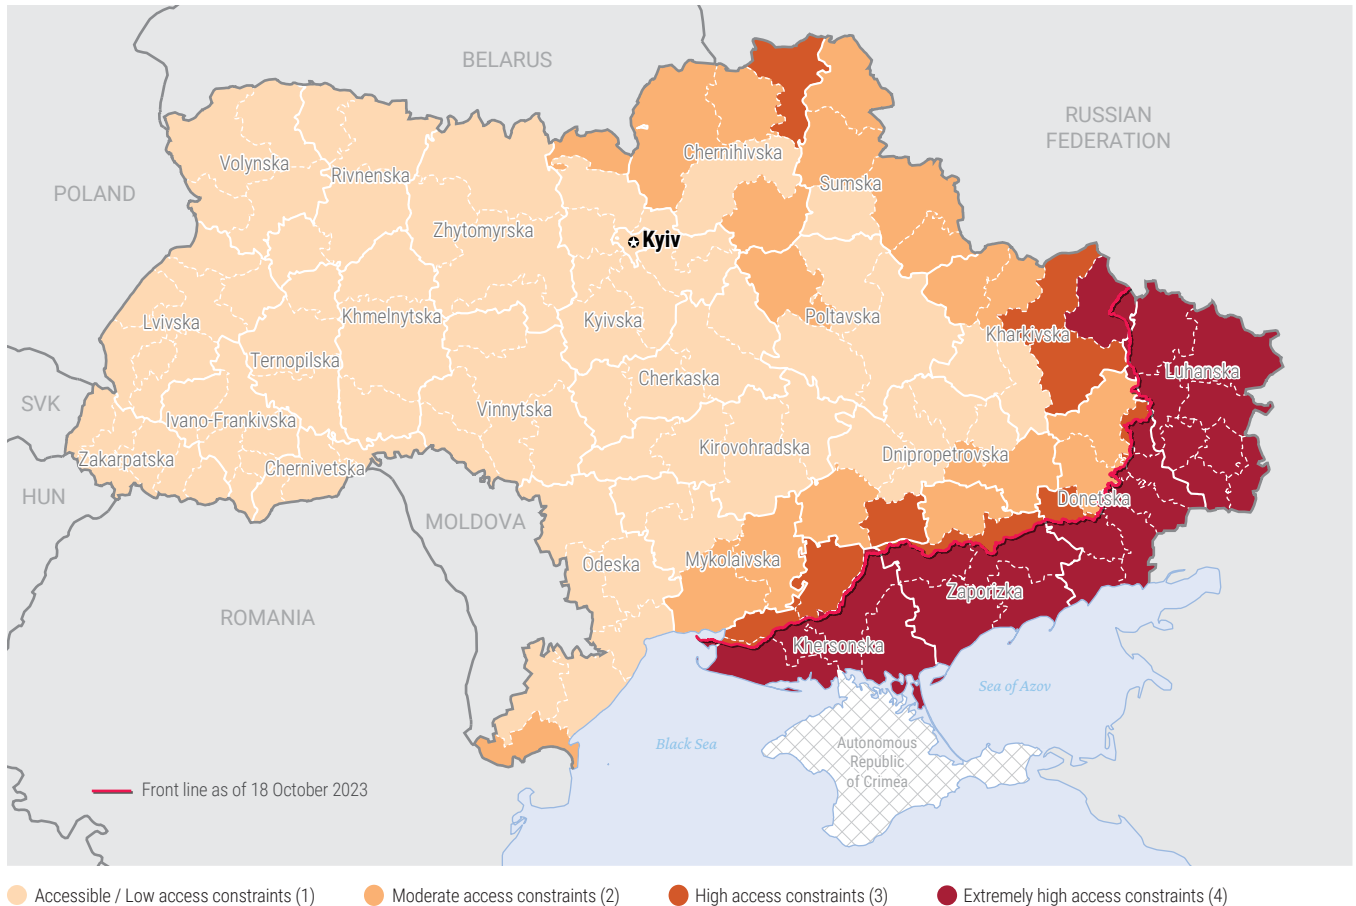 BELARUS
RUSSIAN
FEDERATION
POLAND
Volynska
Rivnenska
Chernihivska
Sumska
Zhytomyrska
Kyiv
Lvivska
Khmelnytska
Kyivska
Poltavska
Kharkivska
Ternopilska
Cherkaska
Luhanska
SVK
Ivano-Frankivska
Vinnytska
Zakarpatska
Chernivetska
Kirovohradska
Dnipropetrovska
HUN
MOLDOVA
Donetska
Odeska
Mykolaivska
Zaporizka
ROMANIA
Khersonska
Sea of Azov
Black Sea
Autonomous
Republic
of Crimea
Front line as of 18 October 2023
Accessible / Low access constraints (1)
Moderate access constraints (2)
High access constraints (3)
Extremely high access constraints (4)